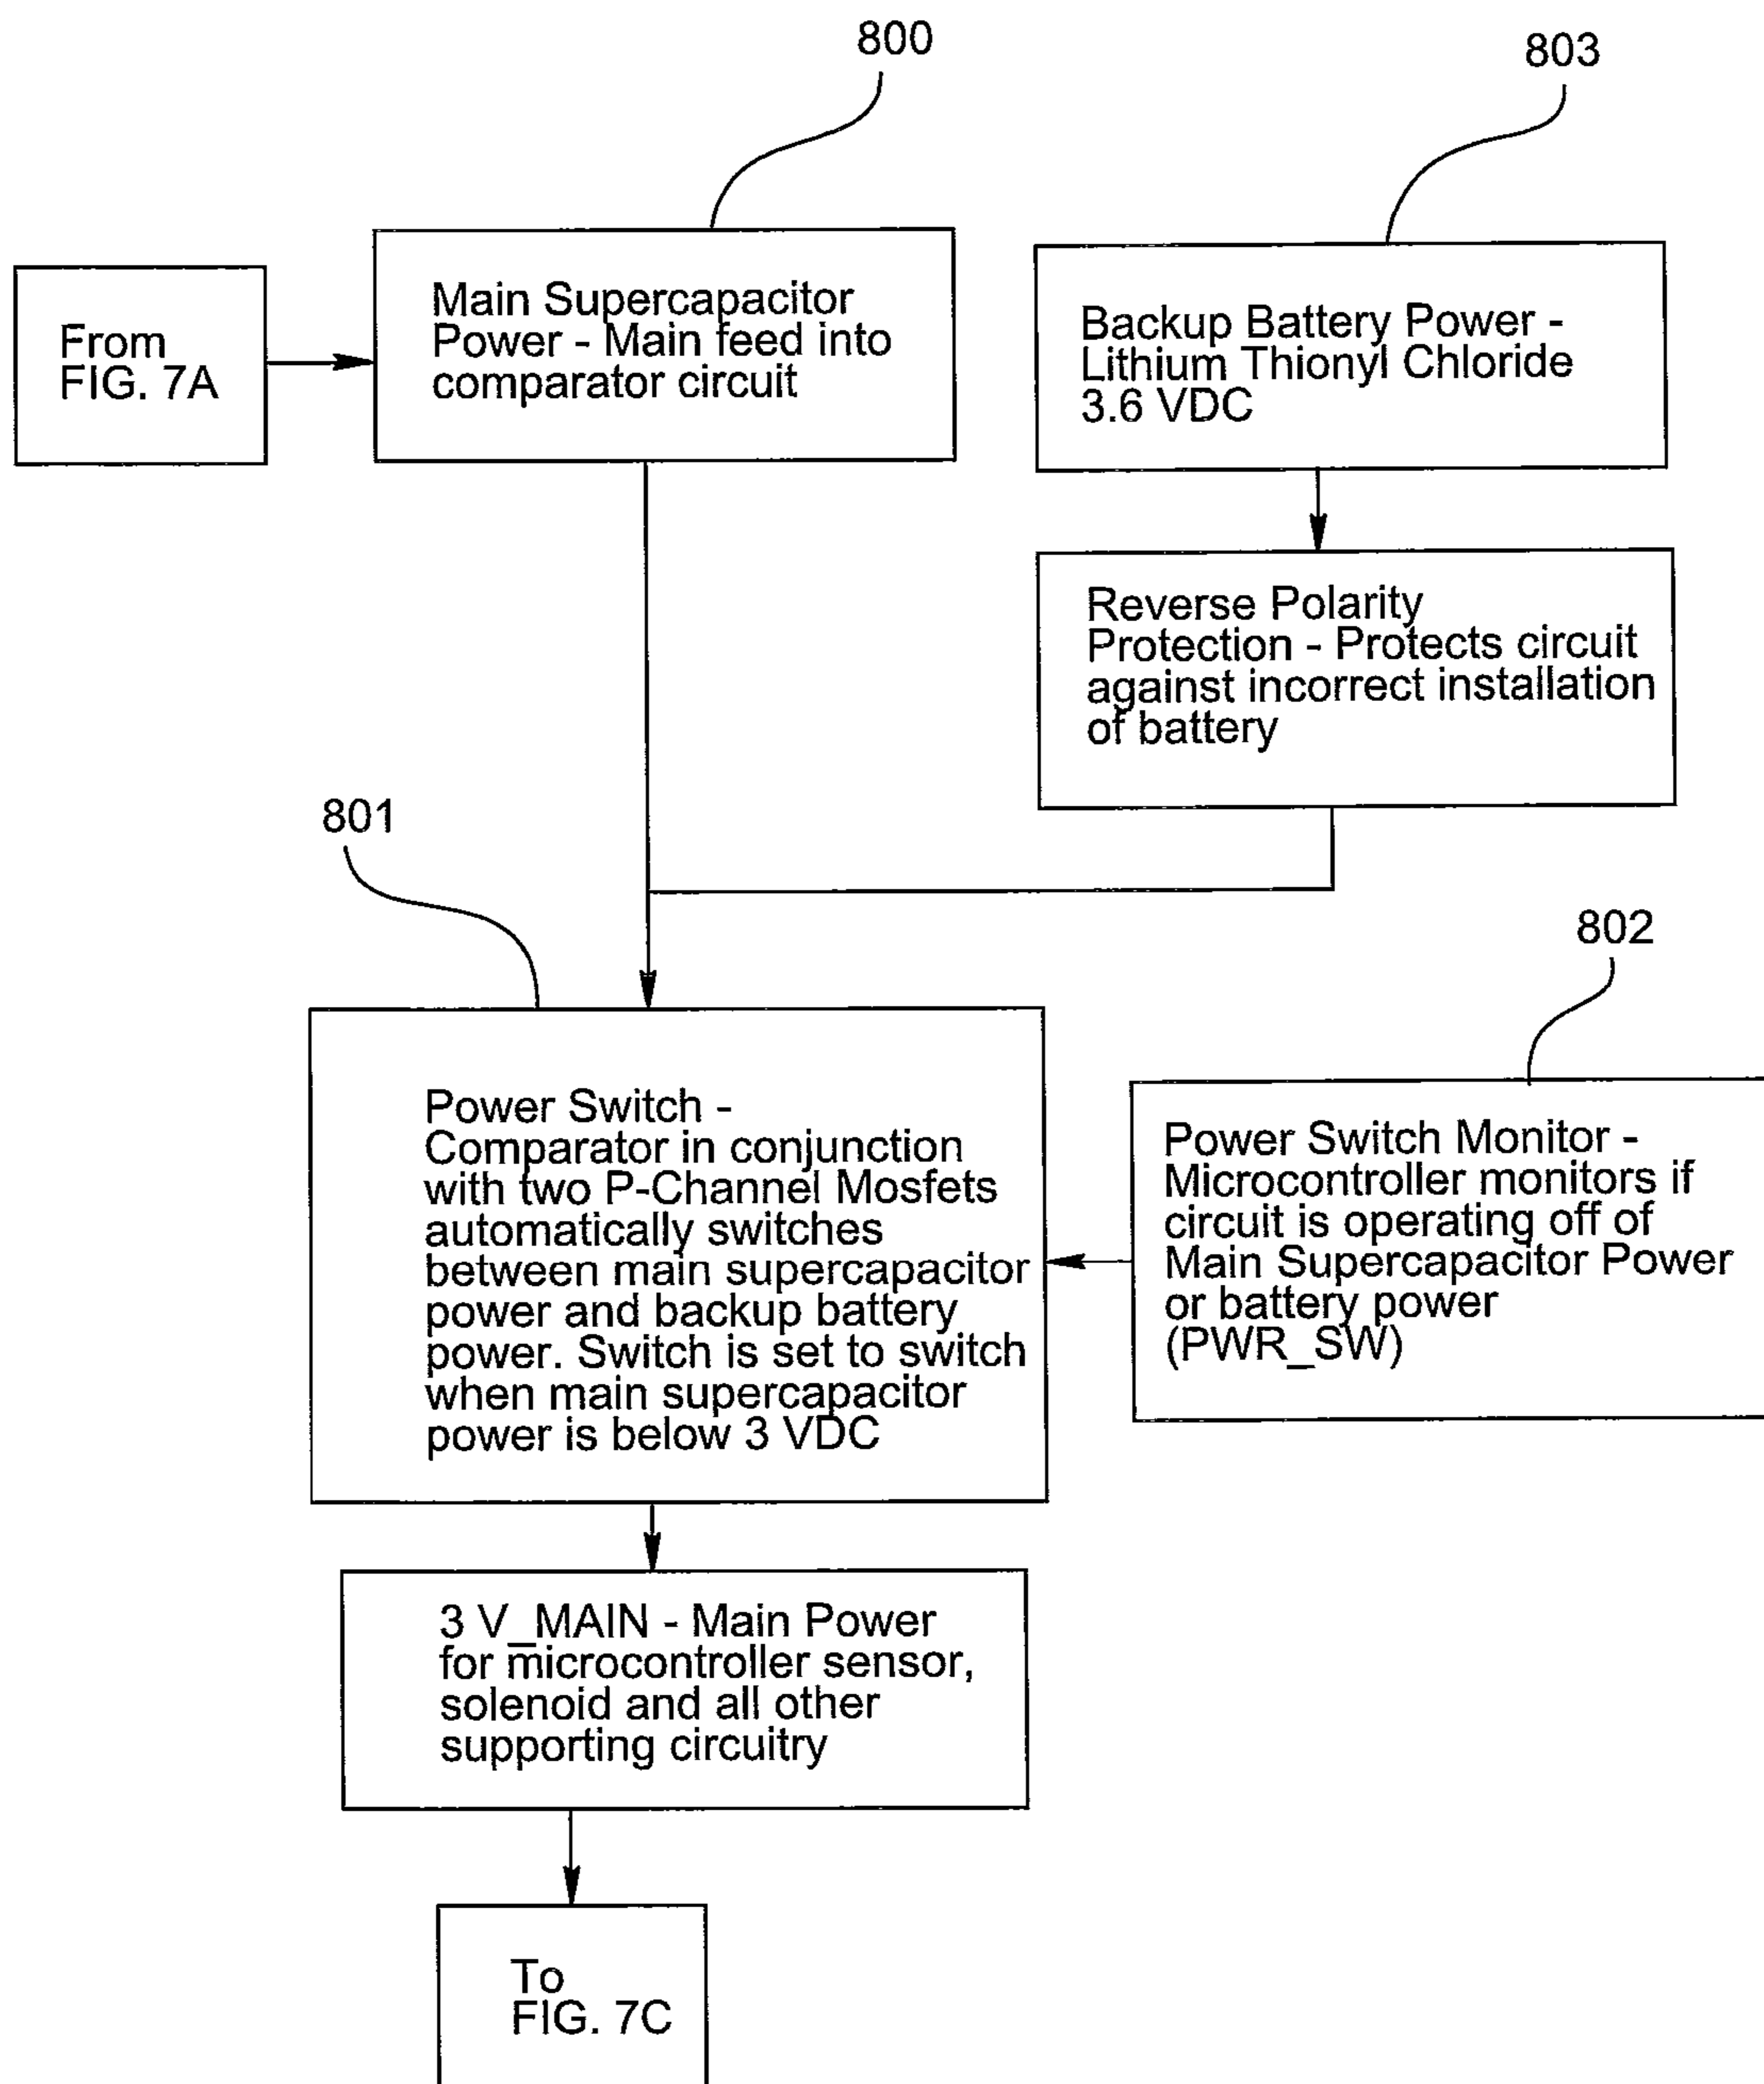 800
803
From
FIG. 7A
Main Supercapacitor
Power - Main feed into
comparator circuit
Backup Battery Power -
Lithium Thionyl Chloride
3.6 VDC
Reverse Polarity
Protection - Protects circuit
against incorrect installation
of battery
801
802
Power Switch -
Comparator in conjunction
with two P-Channel Mosfets
automatically switches
between main supercapacitor
power and backup battery
power. Switch is set to switch
when main supercapacitor
power is below 3 VDC
Power Switch Monitor -
Microcontroller monitors if
circuit is operating off of
Main Supercapacitor Power
or battery power
(PWR_SW)
3 V_MAIN - Main Power
for microcontroller sensor,
solenoid and all other
supporting circuitry
To
FIG. 7C